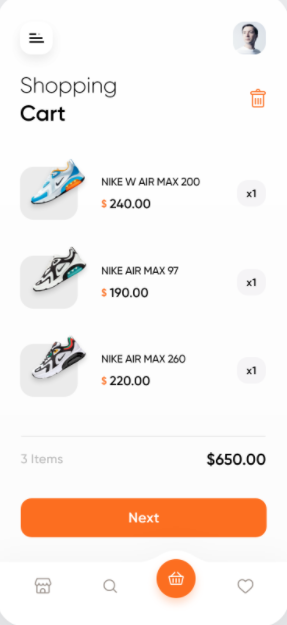 Shopping
Cart
NIKE W AIR MAX 200
$ 240.00
x1
NIKE AIR MAX 97
$ 190.00
x1
NIKE AIR MAX 260
$ 220.00
x1
3 Items
$650.00
Next